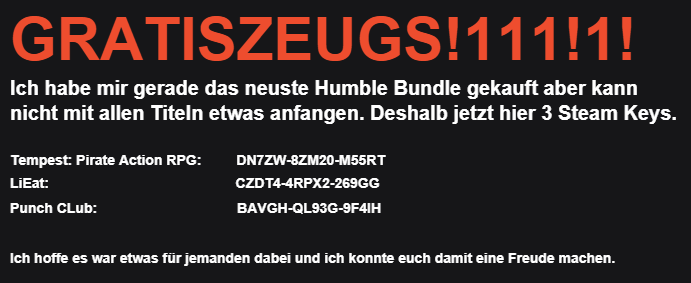 GRATISZEUGS!111!1!
Ich habe mir gerade das neuste Humble Bundle gekauft aber kann
nicht mit allen Titeln etwas anfangen. Deshalb jetzt hier 3 Steam Keys.
Tempest: Pirate Action RPG: DN7ZW-8ZM20-M55RT
LiEat: CZDT4-4RPX2-269GG
Punch CLub: BAVGH-QL93G-9F4IH
Ich hoffe es war etwas für jemanden dabei und ich konnte euch damit eine Freude machen.